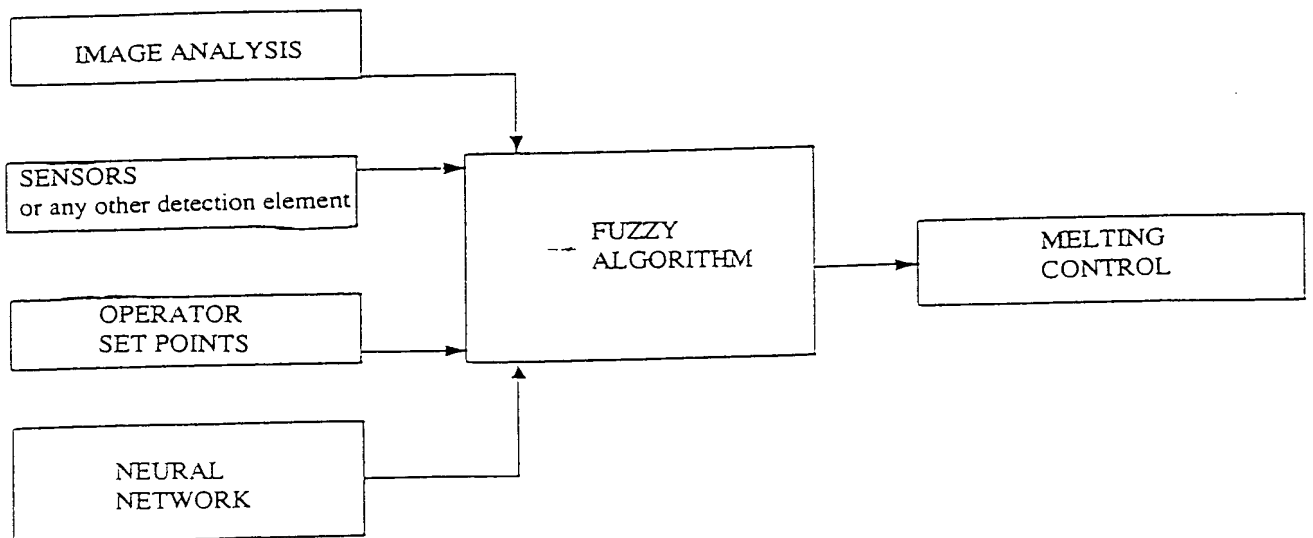 IMAGE ANALYSIS
SENSORS
or any other detection element
OPERATOR
SET POINTS
NEURAL
NETWORK
FUZZY
ALGORITHM
MELTING
CONTROL